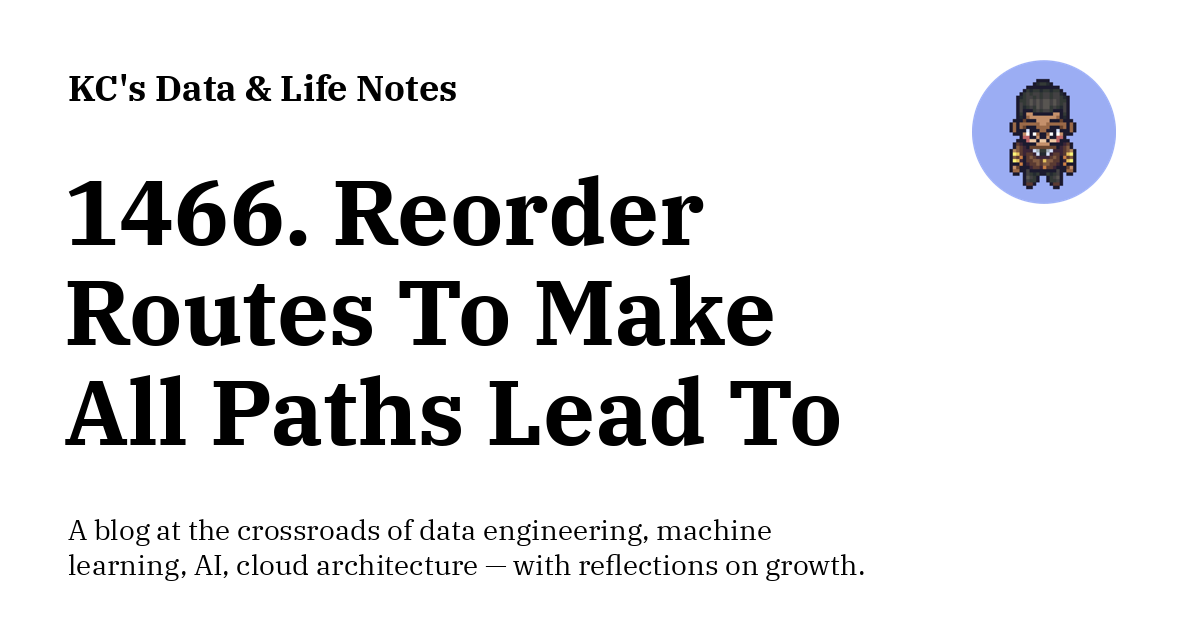 KC's Data & Life Notes
1466. Reorder
Routes To Make
All Paths Lead To
A blog at the crossroads of data engineering, machine
learning, AI, cloud architecture — with reflections on growth.